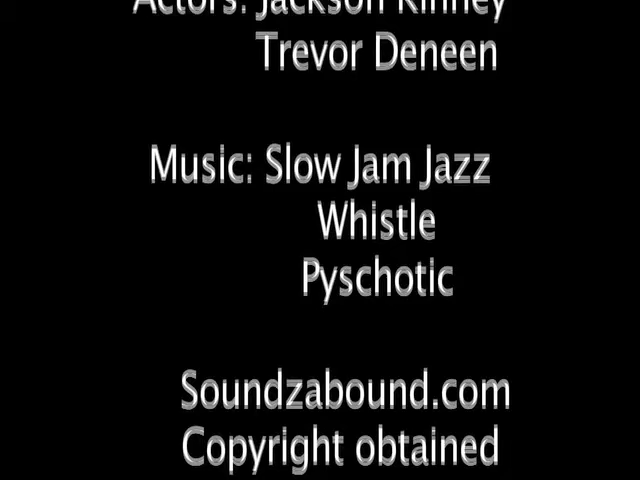 Actors: Jackson Kinney
Trevor Deneen
Music: Slow Jam Jazz
Whistle
Pyschotic
Soundzabound.com
Copyright obtained